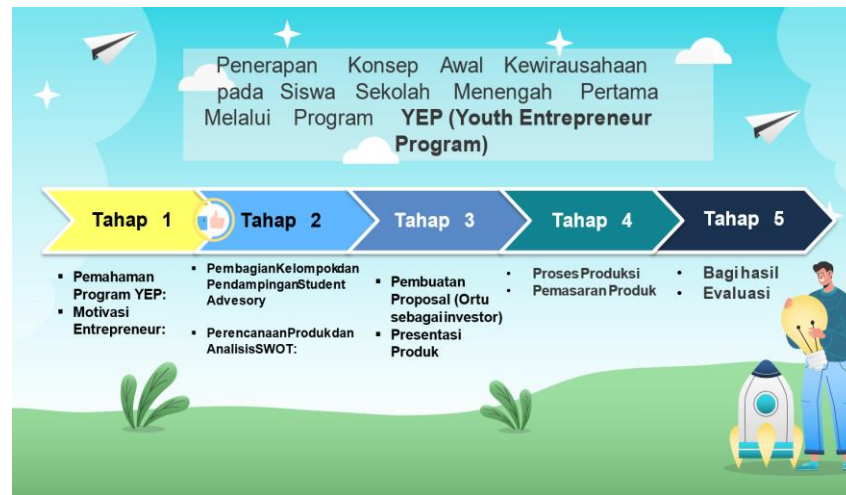 Penerapan Konsep Awal Kewirausahaan
pada Siswa Sekolah Menengah Pertama
Melalui Program YEP (Youth Entrepreneur
Program)
Tahap 1
Tahap 2
Tahap 3
Tahap 4
Tahap 5
▪ Pemahaman
Program YEP:
▪ Motivasi
Entrepreneur:
▪ PembagianKelompokdan
PendampinganStudent
Advesory
▪ PerencanaanProdukdan
AnalisisSWOT:
▪ Pembuatan
Proposal (Ortu
sebagaiinvestor)
▪ Presentasi
Produk
• ProsesProduksi
• Pemasaran Produk
• Bagihasil
• Evaluasi